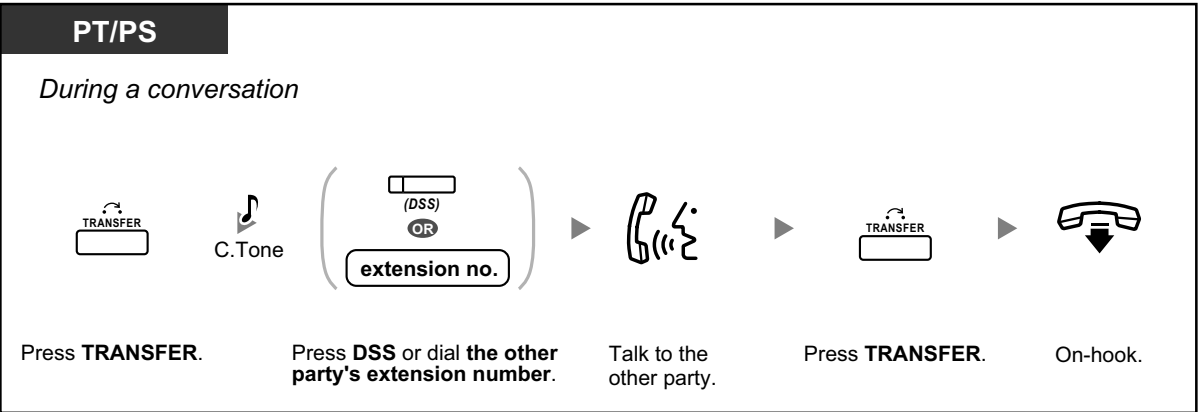 PT/PS
During a conversation
TRANSFER
C.Tone
(DSS)
OR
extension no.
TRANSFER
Press TRANSFER.
Press DSS or dial the other
party's extension number.
Talk to the
other party.
Press TRANSFER.
On-hook.